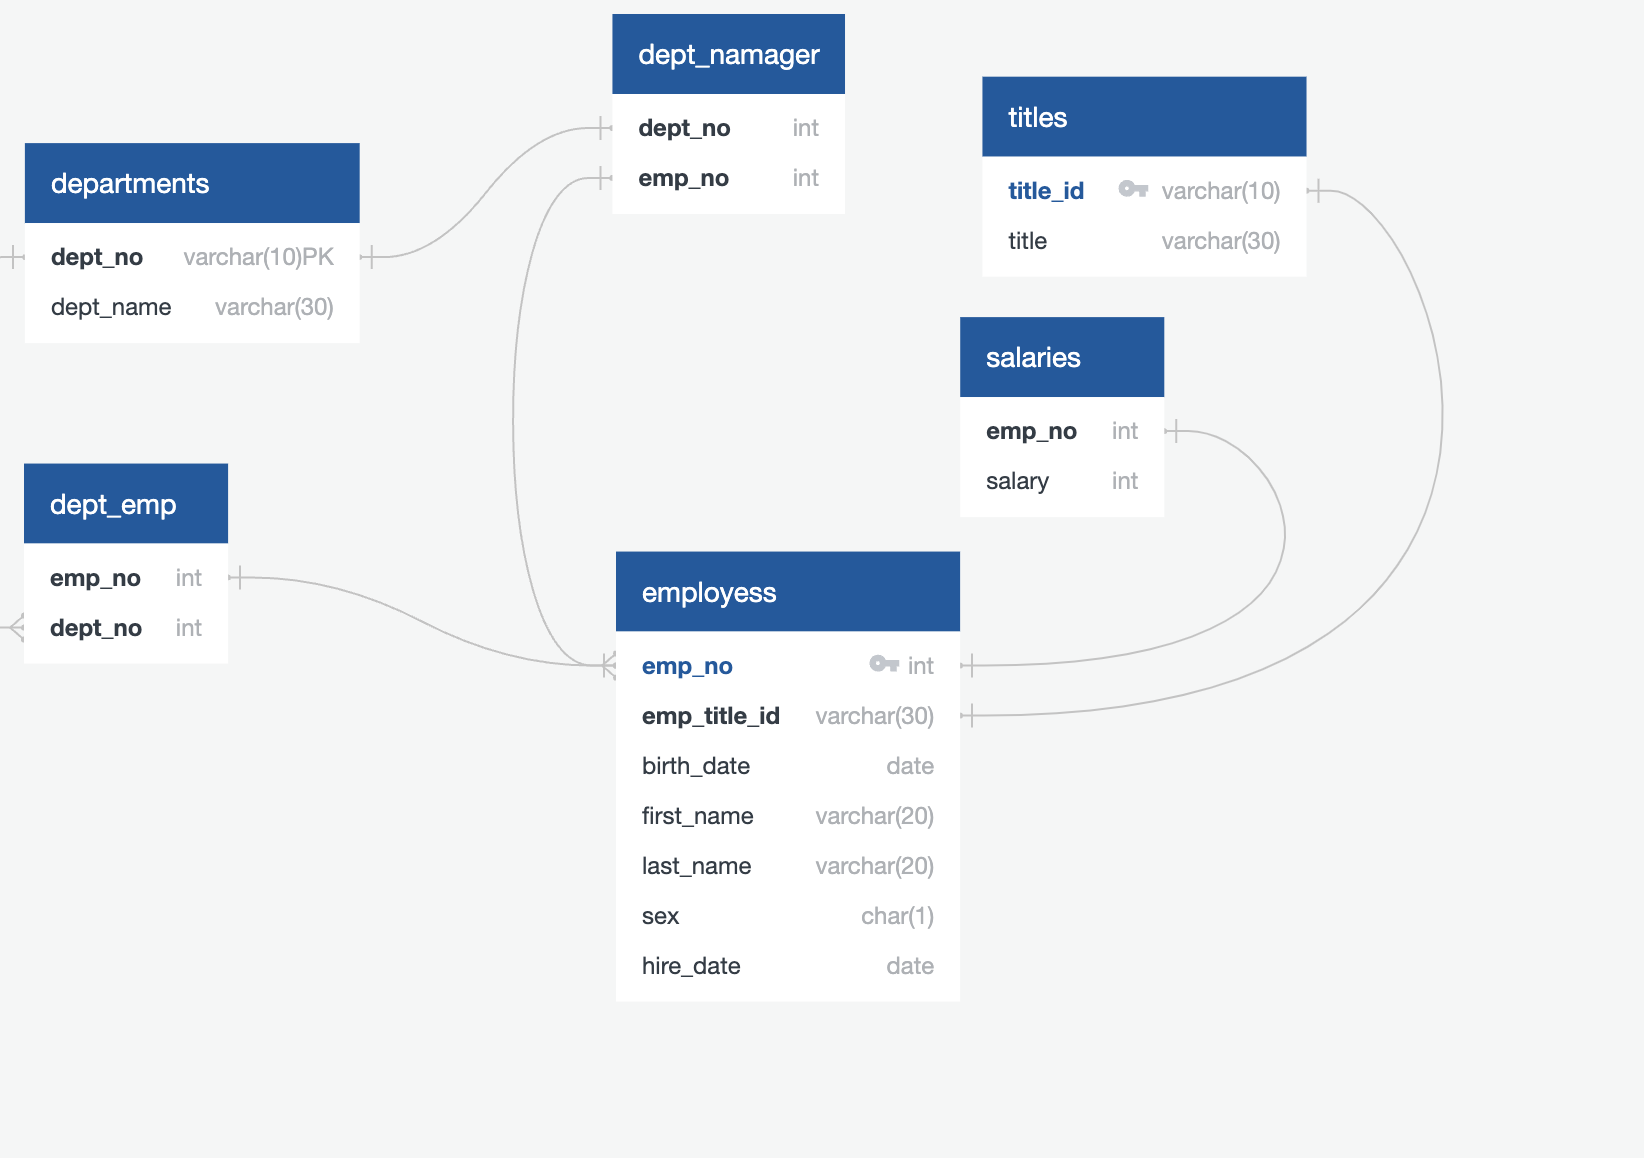 dept_namager
dept_no int
emp_no int
titles
title_id varchar(10)
title varchar(30)
departments
dept_no varchar(10)PK
dept_name varchar(30)
salaries
emp_no int
salary int
dept_emp
emp_no int
dept_no int
employess
emp_no int
emp_title_id varchar(30)
birth_date date
first_name varchar(20)
last_name varchar(20)
sex char(1)
hire_date date